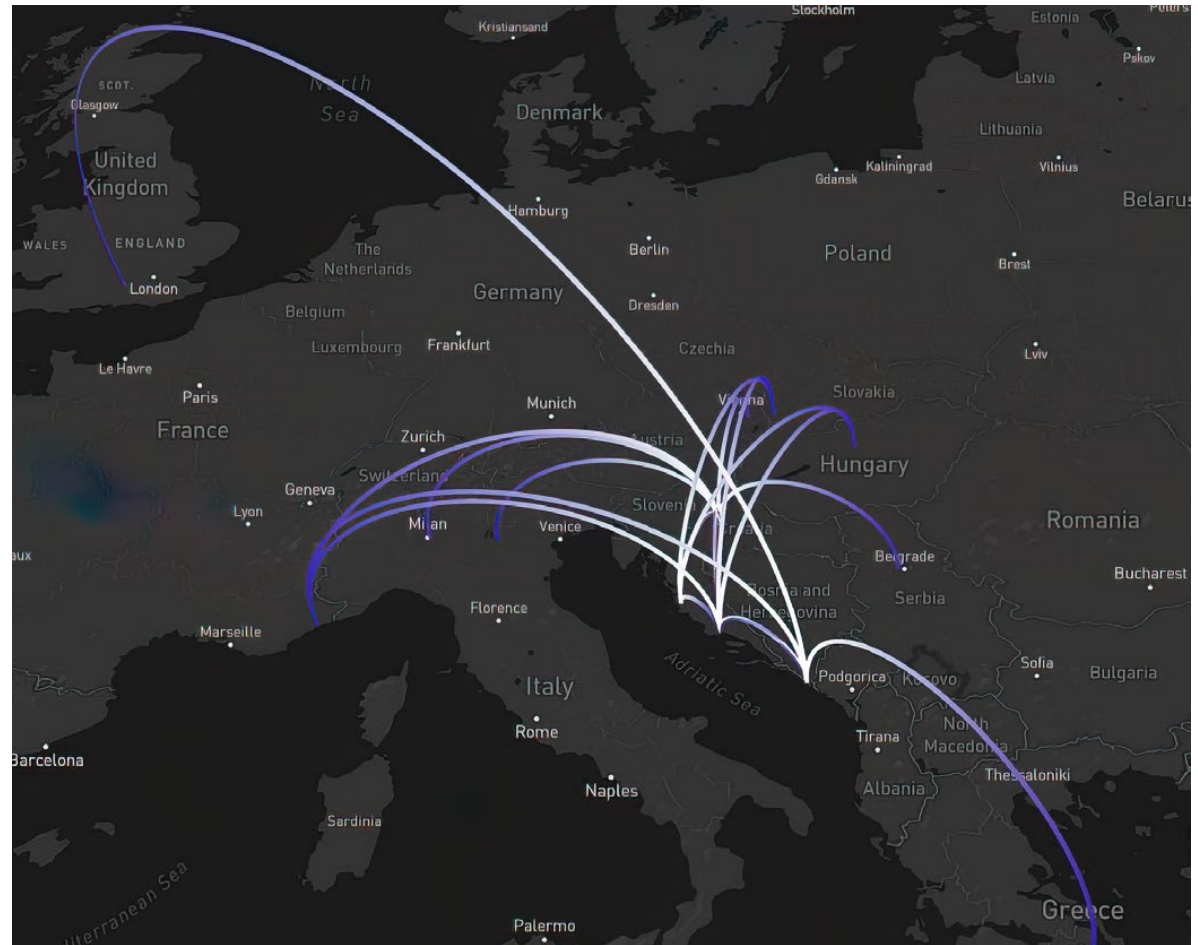 Stockholm
Estonia
Kristiansand
Pskov
SCOT.
North
Sea
Latvia
Glasgow
Denmark
Lithuania
United
Kingdom
Kaliningrad
Gdansk
Vilnius
Belarus
Hamburg
WALES
ENGLAND
The
Netherlands
Berlin
Poland
Brest
London
Germany
Dresden
Belgium
Luxembourg
Frankfurt
Czechia
Lviv
Le Havre
Paris
Slovakia
Vienna
Munich
France
Zurich
Austria
Switzerland
Hungary
Geneva
Lyon
Slovenia
Milan
Venice
Croatia
Romania
aux
Belgrade
Bucharest
Bosnia and
Herzegovina
Serbia
Florence
Marseille
Adriatic Sea
Podgorica
Kosovo
Sofia
Bulgaria
Italy
North
Macedonia
Rome
Tirana
Barcelona
Thessaloniki
Naples
Albania
Sardinia
diterranean Sea
Palermo
Greece